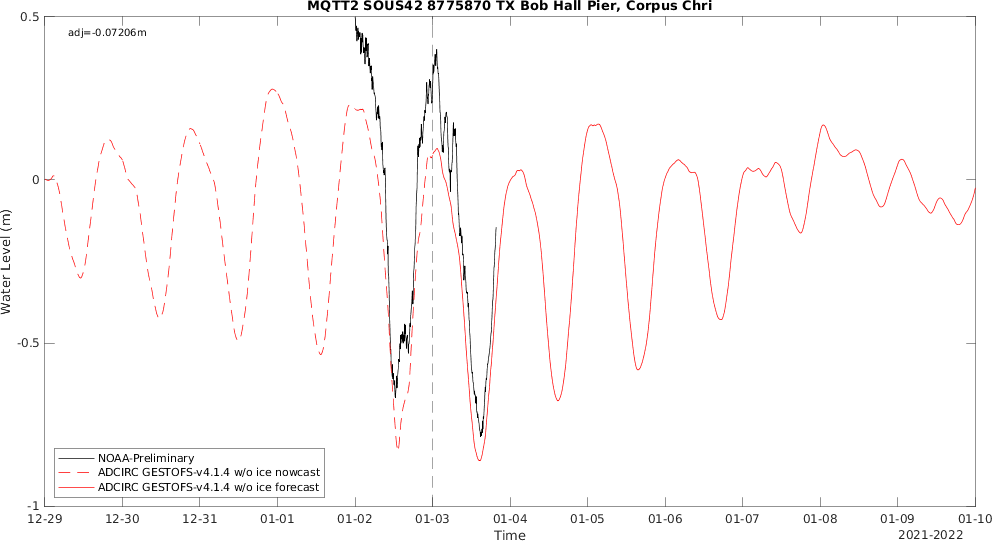 MQTT2 SOUS42 8775870 TX Bob Hall Pier, Corpus Chri
adj=-0.07206m
0.5
0
-0.5
-1
Water Level (m)
NOAA-Preliminary
ADCIRC GESTOFS-v4.1.4 w/o ice nowcast
ADCIRC GESTOFS-v4.1.4 w/o ice forecast
12-29 12-30 12-31 01-01 01-02 01-03 01-04 01-05 01-06 01-07 01-08 01-09 01-10
Time
2021-2022